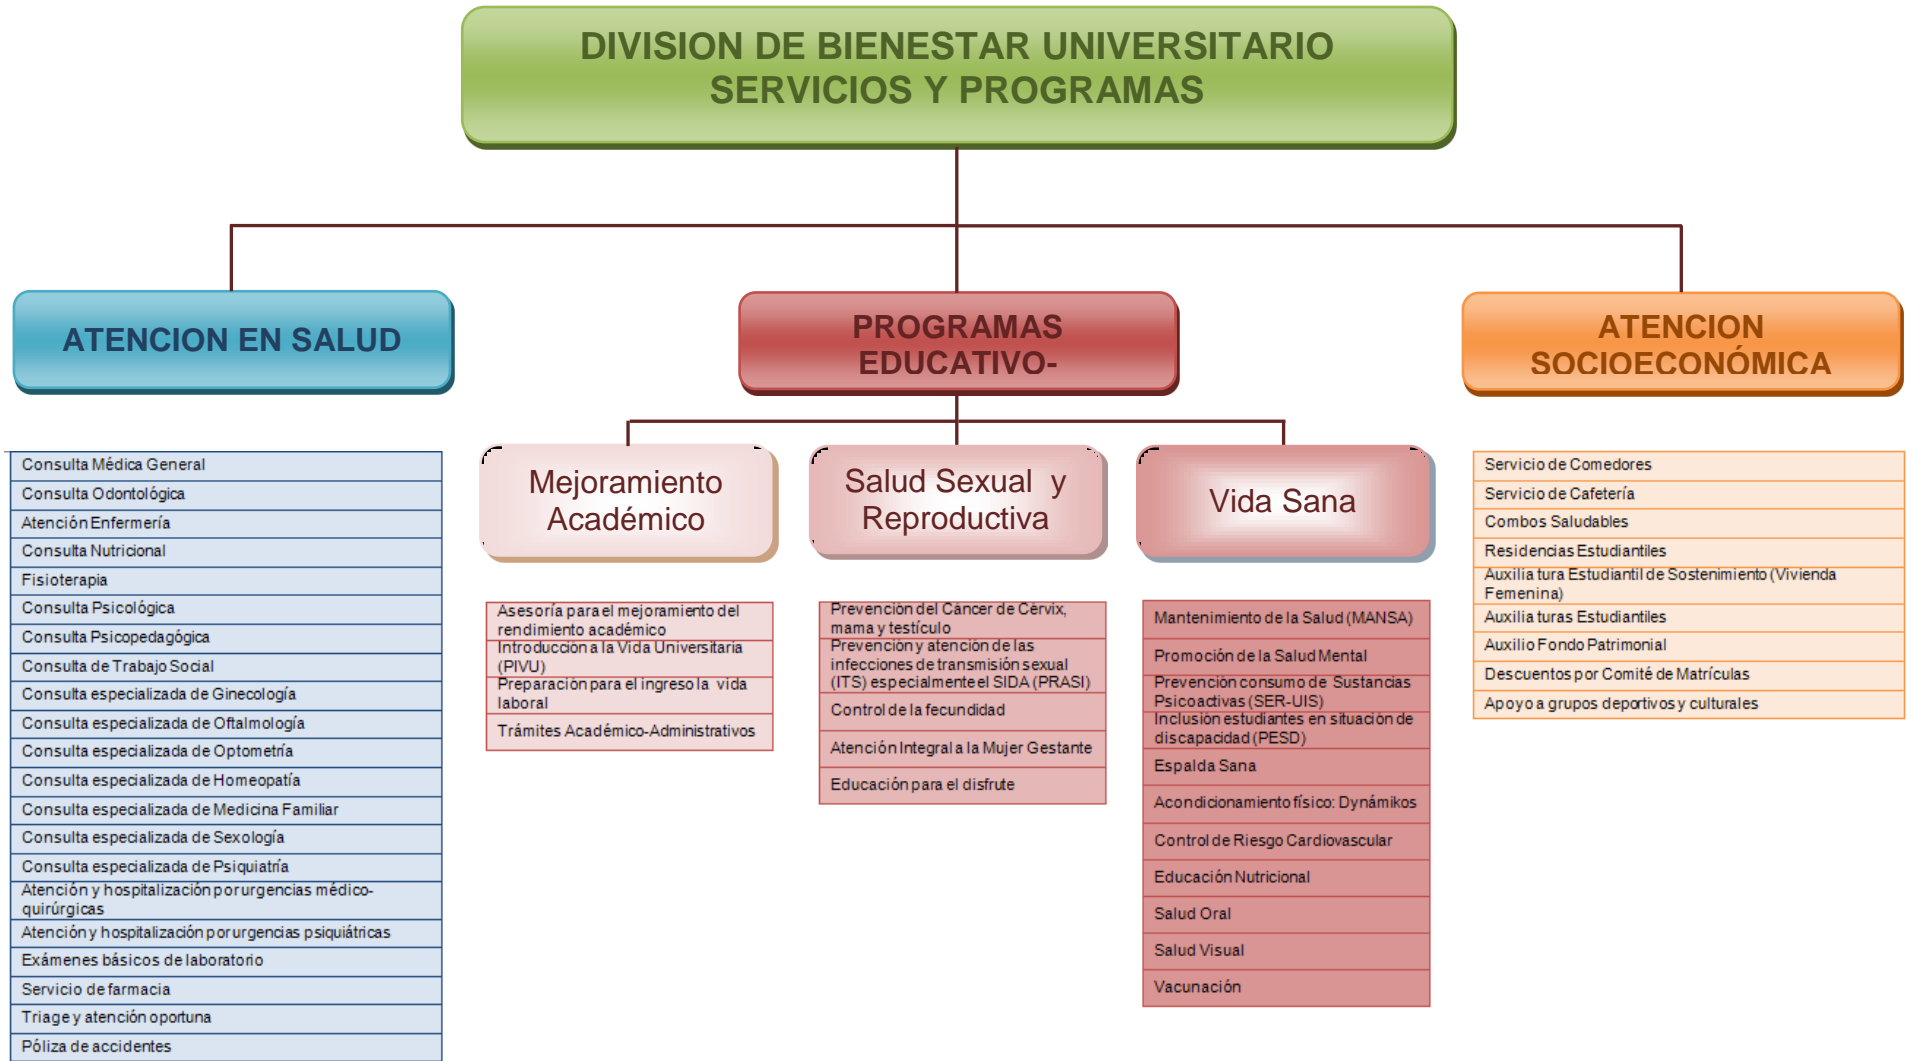 DIVISION DE BIENESTAR UNIVERSITARIO
SERVICIOS Y PROGRAMAS
ATENCION EN SALUD
PROGRAMAS
EDUCATIVO-
ATENCION
SOCIOECONÓMICA
Consulta Médica General
Consulta Odontológica
Atención Enfermería
Consulta Nutricional
Fisioterapia
Consulta Psicológica
Consulta Psicopedagógica
Consulta de Trabajo Social
Consulta especializada de Ginecología
Consulta especializada de Oftalmología
Consulta especializada de Optometría
Consulta especializada de Homeopatía
Consulta especializada de Medicina Familiar
Consulta especializada de Sexología
Consulta especializada de Psiquiatría
Atención y hospitalización por urgencias médico-
quirúrgicas
Atención y hospitalización por urgencias psiquiátricas
Exámenes básicos de laboratorio
Servicio de farmacia
Triage y atención oportuna
Póliza de accidentes
Mejoramiento
Académico
Asesoría para el mejoramiento del
rendimiento académico
Introducción a la Vida Universitaria
(PIVU)
Preparación para el ingreso la vida
laboral
Trámites Académico-Administrativos
Salud Sexual y
Reproductiva
Prevención del Cáncer de Cérvix,
mama y testículo
Prevención y atención de las
infecciones de transmisión sexual
(ITS) especialmente el SIDA (PRASI)
Control de la fecundidad
Atención Integral a la Mujer Gestante
Educación para el disfrute
Vida Sana
Mantenimiento de la Salud (MANSA)
Promoción de la Salud Mental
Prevención consumo de Sustancias
Psicoactivas (SER-UIS)
Inclusión estudiantes en situación de
discapacidad (PESD)
Espalda Sana
Acondicionamiento físico: Dynámikos
Control de Riesgo Cardiovascular
Educación Nutricional
Salud Oral
Salud Visual
Vacunación
Servicio de Comedores
Servicio de Cafetería
Combos Saludables
Residencias Estudiantiles
Auxilia tura Estudiantil de Sostenimiento (Vivienda
Femenina)
Auxilia turas Estudiantiles
Auxilio Fondo Patrimonial
Descuentos por Comité de Matrículas
Apoyo a grupos deportivos y culturales